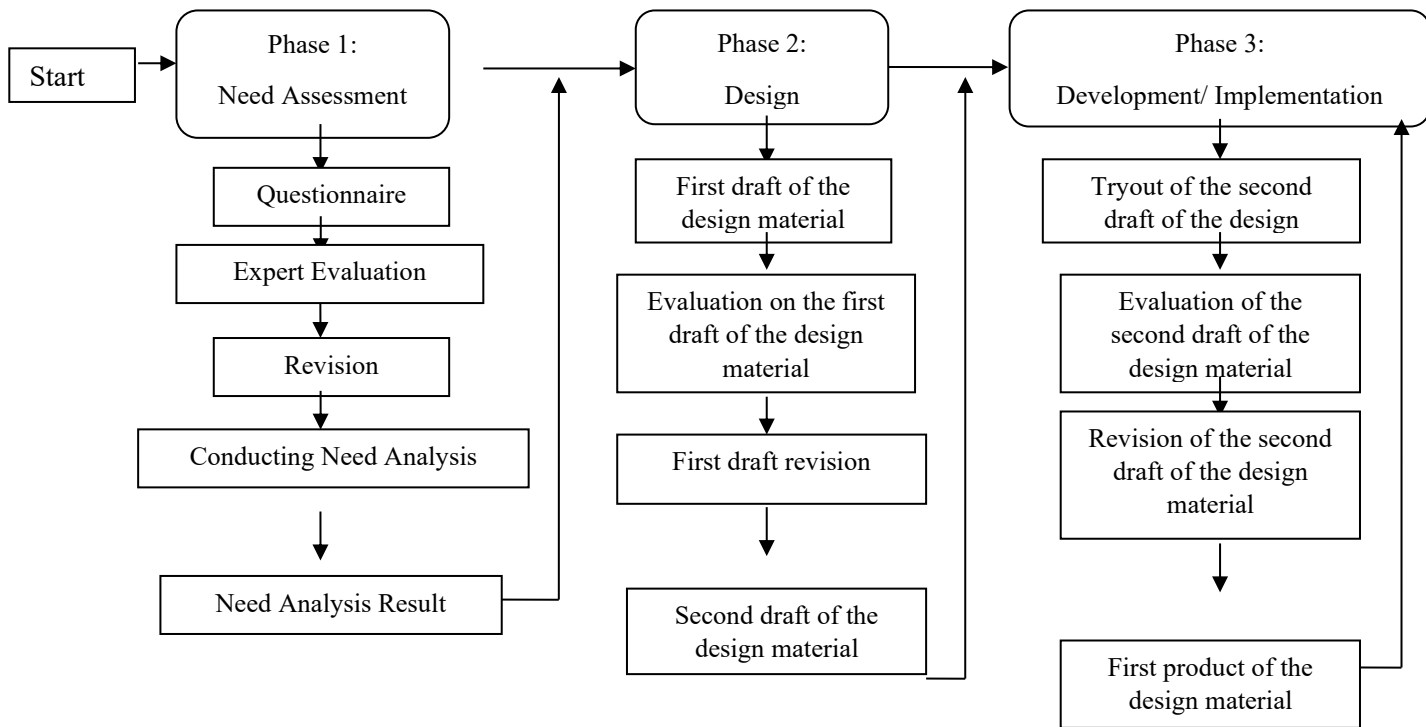 Start
Phase 1:
Need Assessment
Questionnaire
Expert Evaluation
Revision
Conducting Need Analysis
Need Analysis Result
Phase 2:
Design
First draft of the
design material
Evaluation on the first
draft of the design
material
First draft revision
Second draft of the
design material
Phase 3:
Development/ Implementation
Tryout of the second
draft of the design
Evaluation of the
second draft of the
design material
Revision of the second
draft of the design
material
First product of the
design material